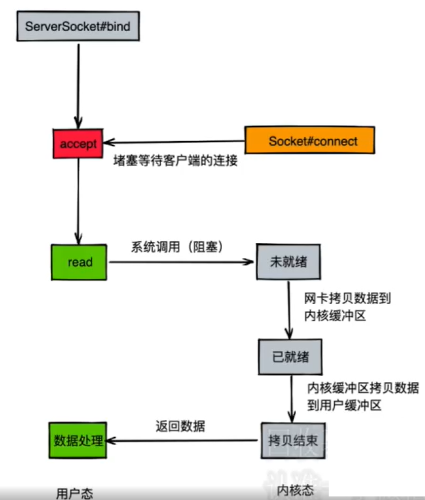 ServerSocket#bind
accept
Socket#connect
堵塞等待客户端的连接
read
系统调用（阻塞）
未就绪
网卡拷贝数据到
内核缓冲区
已就绪
内核缓冲区拷贝数据
到用户缓冲区
数据处理
返回数据
拷贝结束
用户态
内核态